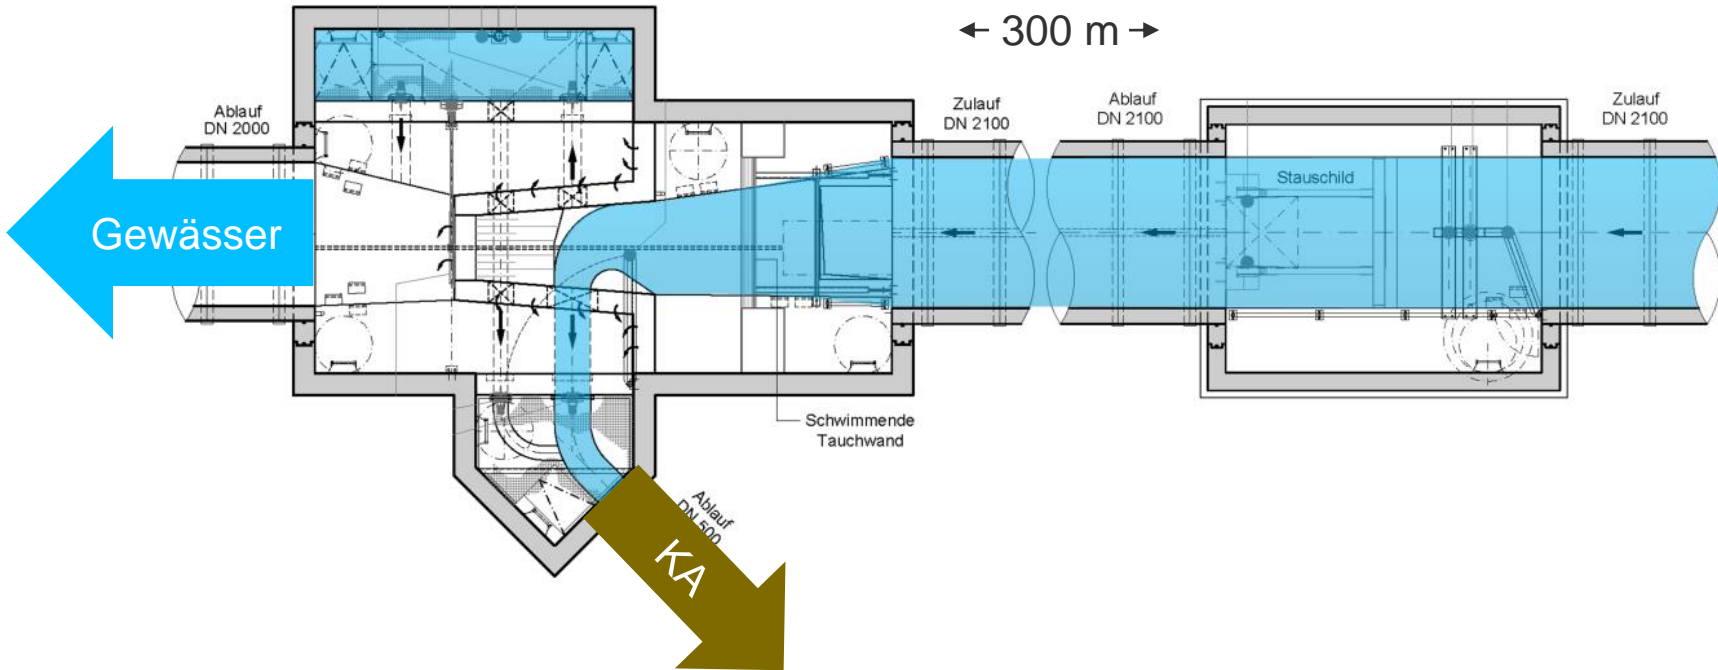 300 m
Ablauf
DN 2000
Zulauf
DN 2100
Ablauf
DN 2100
Zulauf
DN 2100
Stauschild
Gewässer
Schwimmende
Tauchwand
Ablauf
DN 500
KA